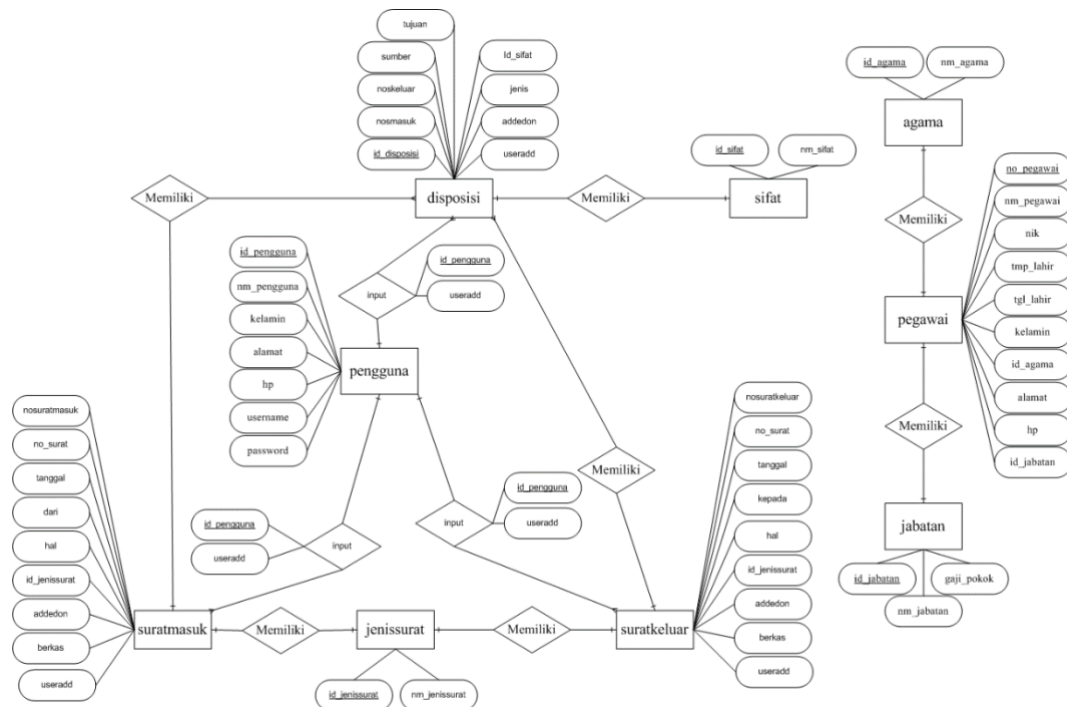 tujuan
sumber
Id_sifat
noskeluar
jenis
nosmasuk
addedon
id_disposisi
useradd
disposisi
Memiliki
Memiliki
id_sifat
nm_sifat
sifat
id_agama
nm_agama
agama
Memiliki
no_pegawai
nm_pegawai
nik
tmp_lahir
tgl_lahir
kelamin
id_agama
alamat
hp
id_jabatan
pegawai
Memiliki
jabatan
id_jabatan
gaji_pokok
nm_jabatan
id_pengguna
nm_pengguna
kelamin
alamat
hp
username
password
pengguna
input
id_pengguna
useradd
nosuratmasuk
no_surat
tanggal
dari
hal
id_jenissurat
addedon
berkas
useradd
suratmasuk
id_pengguna
useradd
input
input
id_pengguna
useradd
Memiliki
Memiliki
jenissurat
id_jenissurat
nm_jenissurat
Memiliki
suratkeluar
nosuratkeluar
no_surat
tanggal
kepada
hal
id_jenissurat
addedon
berkas
useradd